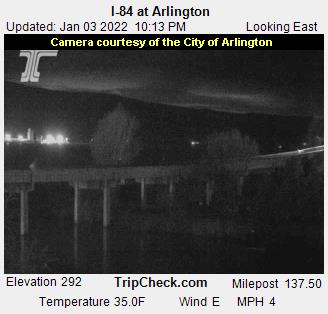 I-84 at Arlington
Updated: Jan 03 2022 10:13 PM Looking East
Camera courtesy of the City of Arlington
Elevation 292 TripCheck.com Milepost 137.50
Temperature 35.0F Wind E MPH 4